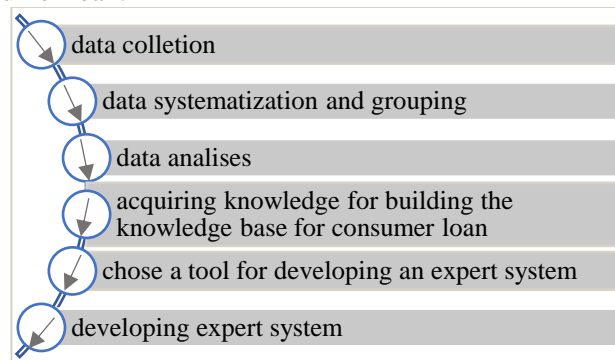 data colletion
data systematization and grouping
data analises
acquiring knowledge for building the
knowledge base for consumer loan
chose a tool for developing an expert system
developing expert system